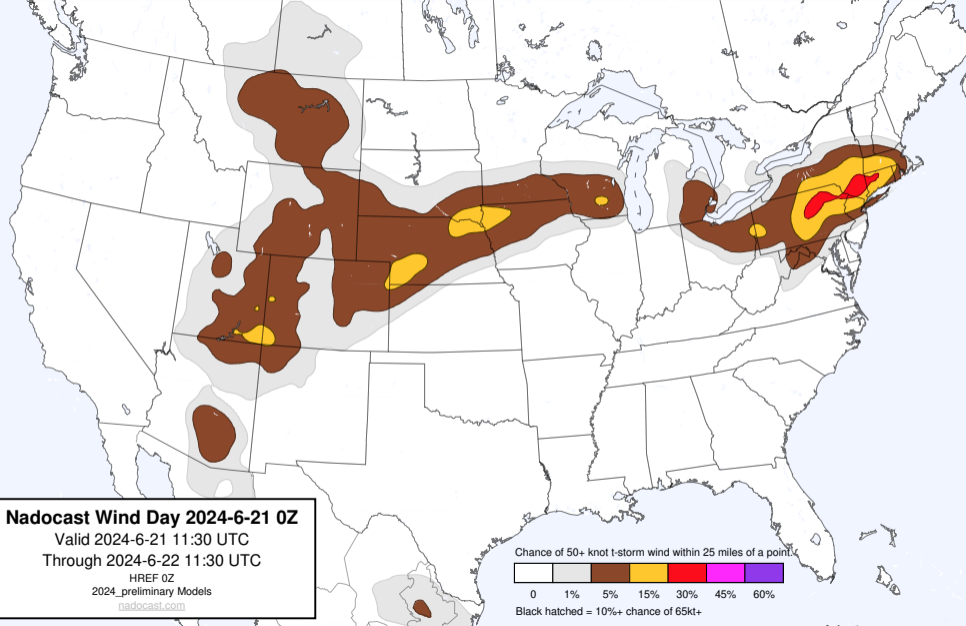 Nadocast Wind Day 2024-6-21 0Z
Valid 2024-6-21 11:30 UTC
Through 2024-6-22 11:30 UTC
HREF 0Z
2024_preliminary Models
nadocast.com
Chance of 50+ knot t-storm wind within 25 miles of a point.
0 1% 5% 15% 30% 45% 60%
Black hatched = 10%+ chance of 65kt+